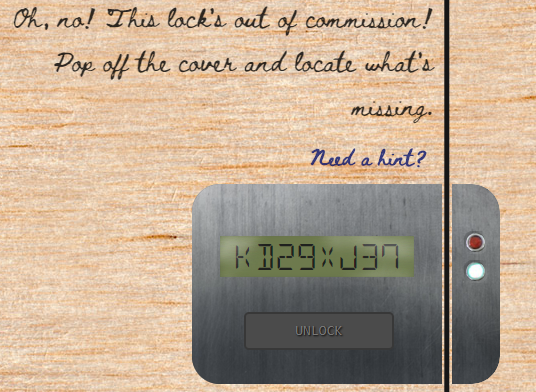 Oh, no! This lock's out of commission!
Pop off the cover and locate what's
missing.
Need a hint?
KD29XJ37
UNLOCK